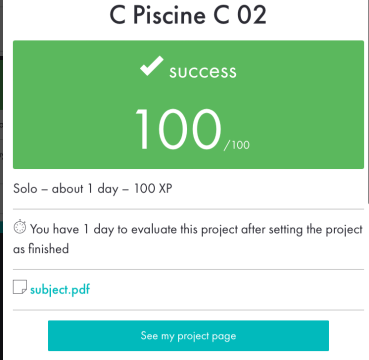 C Piscine C 02
success
100/100
Solo – about 1 day – 100 XP
You have 1 day to evaluate this project after setting the project
as finished
subject.pdf
See my project page